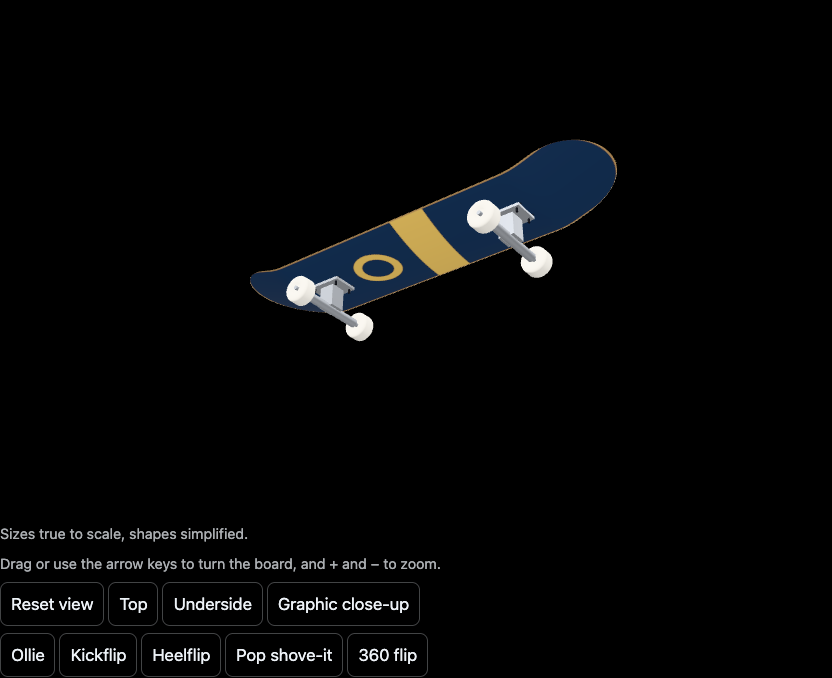 Sizes true to scale, shapes simplified.
Drag or use the arrow keys to turn the board, and + and − to zoom.
Reset view Top Underside Graphic close-up
Ollie Kickflip Heelflip Pop shove-it 360 flip